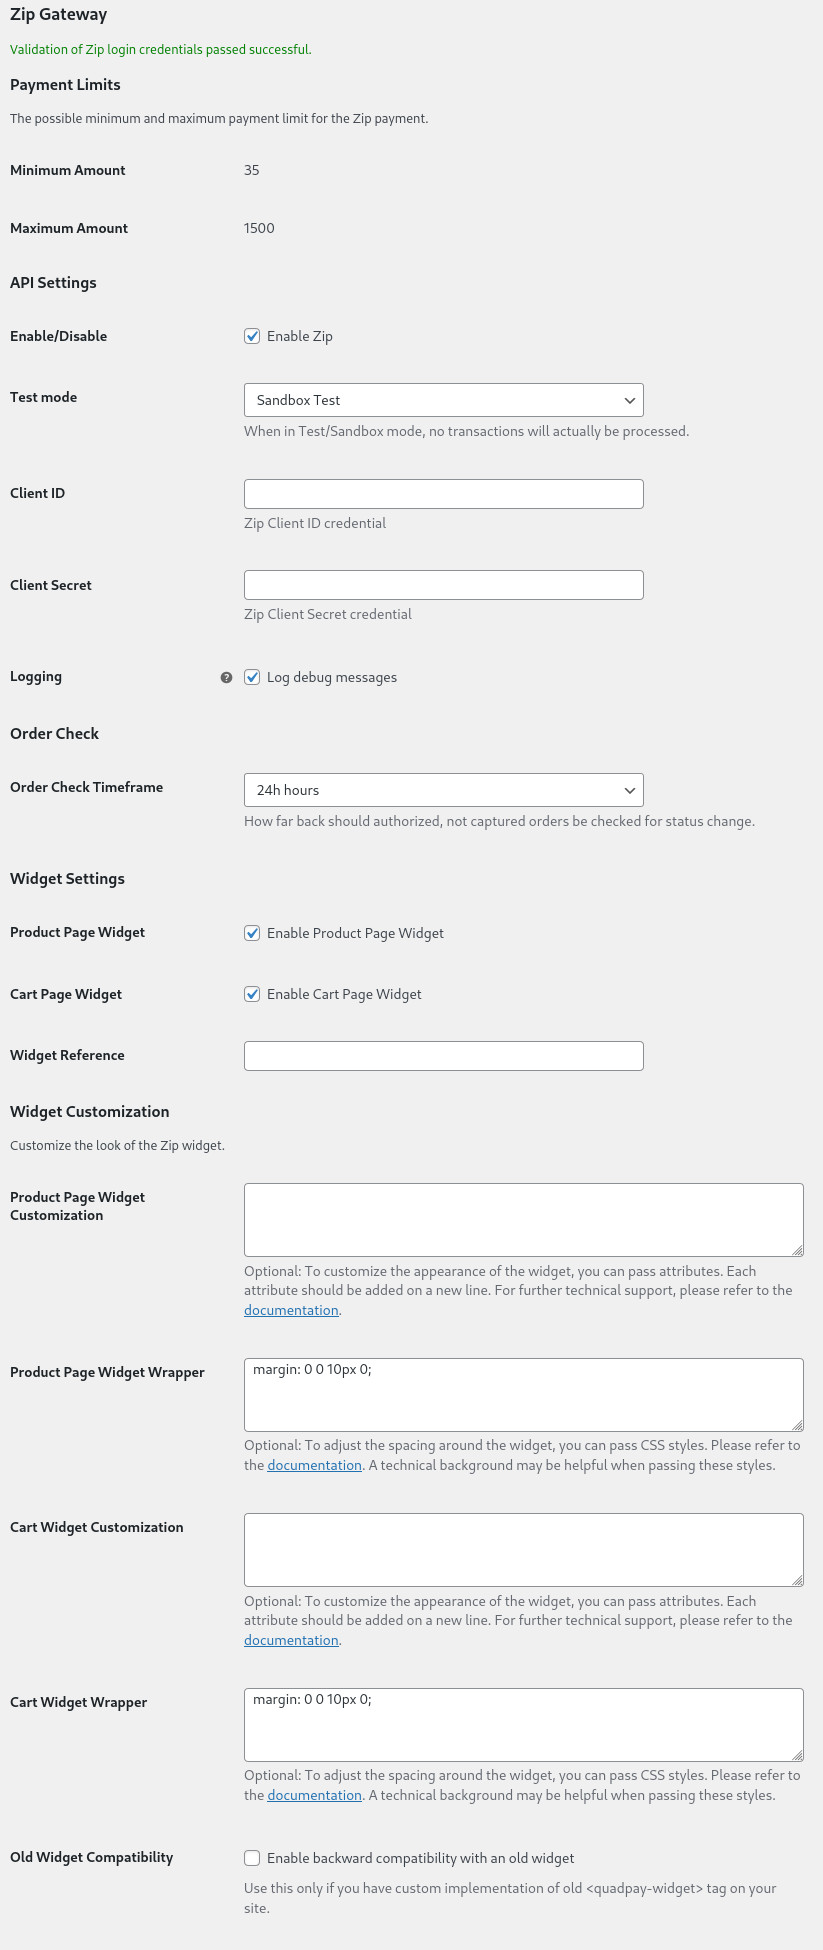 Zip Gateway
Validation of Zip login credentials passed successful.
Payment Limits
The possible minimum and maximum payment limit for the Zip payment.
Minimum Amount
35
Maximum Amount
1500
API Settings
Enable/Disable
Enable Zip
Test mode
Sandbox Test
When in Test/Sandbox mode, no transactions will actually be processed.
Client ID
Zip Client ID credential
Client Secret
Zip Client Secret credential
Logging
?
Log debug messages
Order Check
Order Check Timeframe
24h hours
How far back should authorized, not captured orders be checked for status change.
Widget Settings
Product Page Widget
Enable Product Page Widget
Cart Page Widget
Enable Cart Page Widget
Widget Reference
Widget Customization
Customize the look of the Zip widget.
Product Page Widget
Customization
Optional: To customize the appearance of the widget, you can pass attributes. Each
attribute should be added on a new line. For further technical support, please refer to the
documentation.
Product Page Widget Wrapper
margin: 0 0 10px 0;
Optional: To adjust the spacing around the widget, you can pass CSS styles. Please refer to
the documentation. A technical background may be helpful when passing these styles.
Cart Widget Customization
Optional: To customize the appearance of the widget, you can pass attributes. Each
attribute should be added on a new line. For further technical support, please refer to the
documentation.
Cart Widget Wrapper
margin: 0 0 10px 0;
Optional: To adjust the spacing around the widget, you can pass CSS styles. Please refer to
the documentation. A technical background may be helpful when passing these styles.
Old Widget Compatibility
Enable backward compatibility with an old widget
Use this only if you have custom implementation of old <quadpay-widget> tag on your
site.